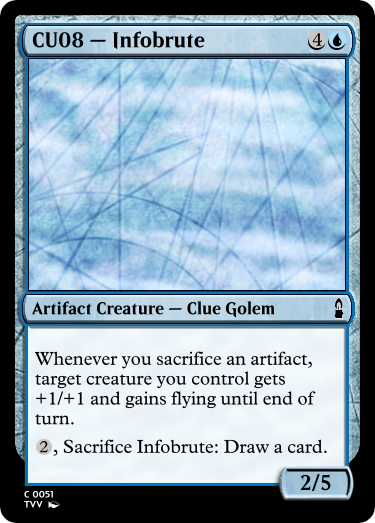 CU08 — Infobrute 4
Artifact Creature — Clue Golem
Whenever you sacrifice an artifact,
target creature you control gets
+1/+1 and gains flying until end of
turn.
2, Sacrifice Infobrute: Draw a card.
2/5
C 0051
TVV